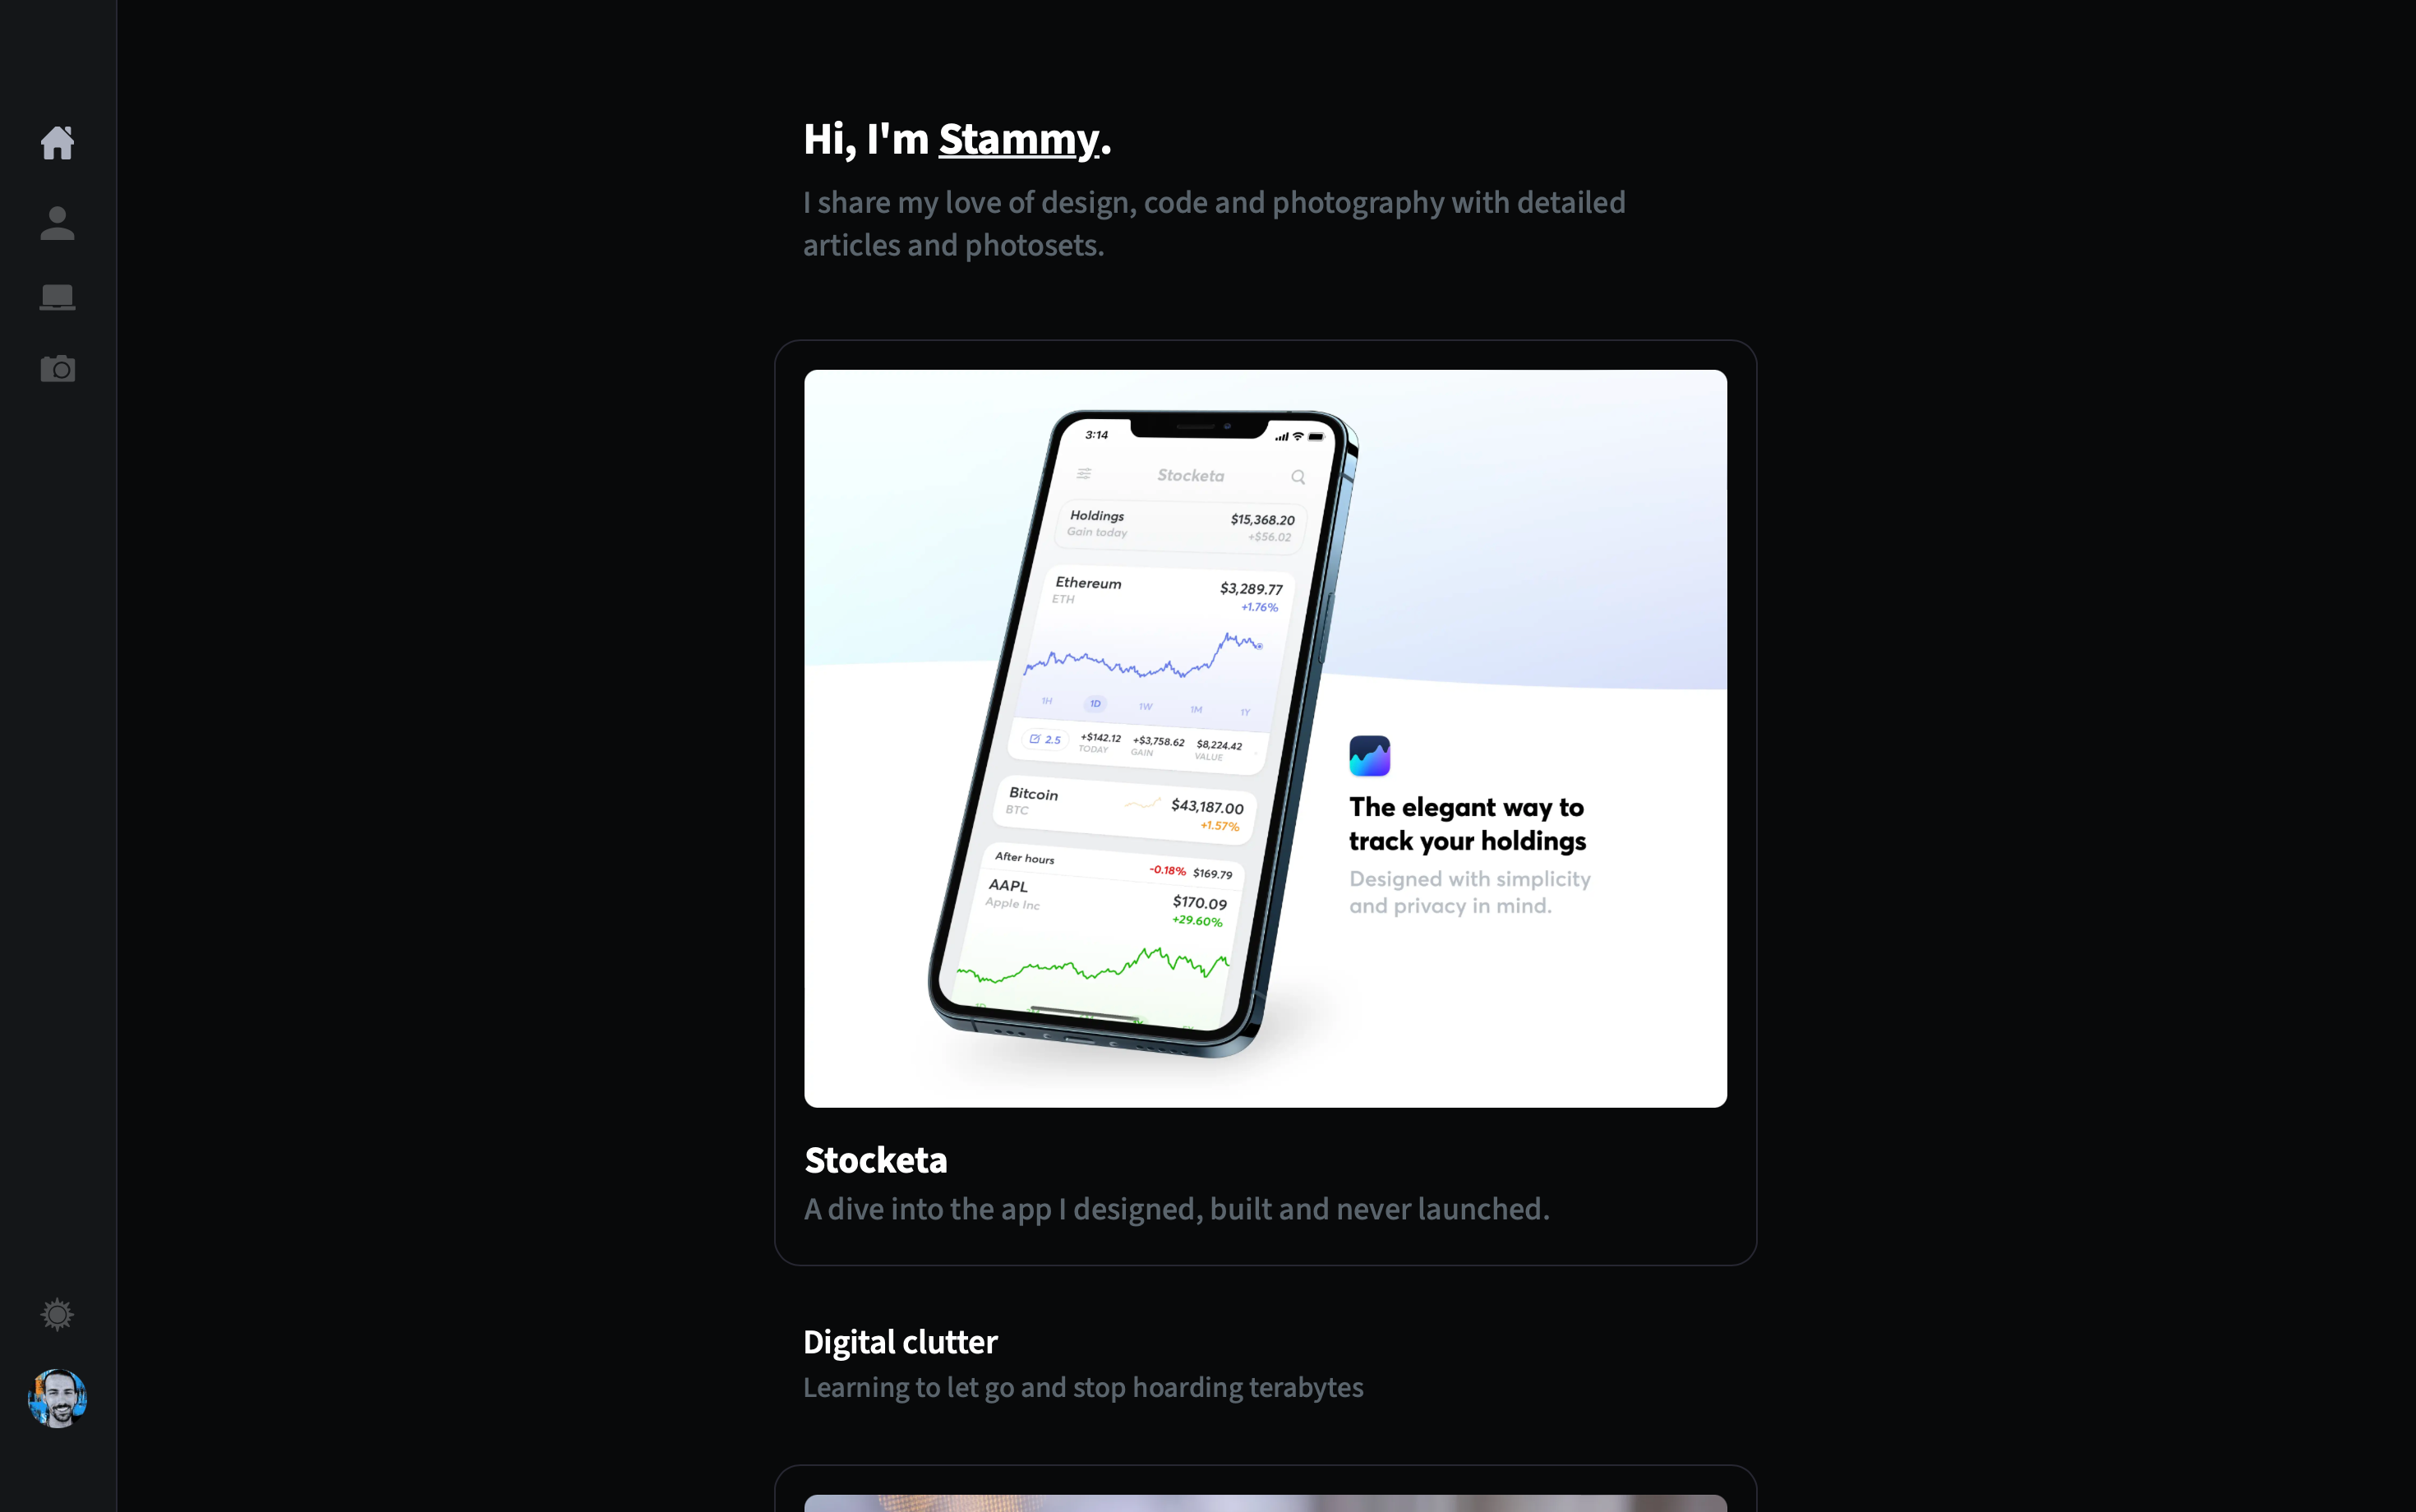 Hi, I'm Stammy.
I share my love of design, code and photography with detailed
articles and photosets.
3:14
Stocketa
Holdings $15,368.20
Gain today +$56.02
Ethereum $3,289.77
ETH +1.76%
1H 1D 1W 1M 1Y
2.5 +$142.12 +$3,758.62 $8,224.42
TODAY GAIN VALUE
Bitcoin $43,187.00
BTC +1.57%
After hours -0.18% $169.79
AAPL $170.09
Apple Inc +29.60%
The elegant way to
track your holdings
Designed with simplicity
and privacy in mind.
Stocketa
A dive into the app I designed, built and never launched.
Digital clutter
Learning to let go and stop hoarding terabytes